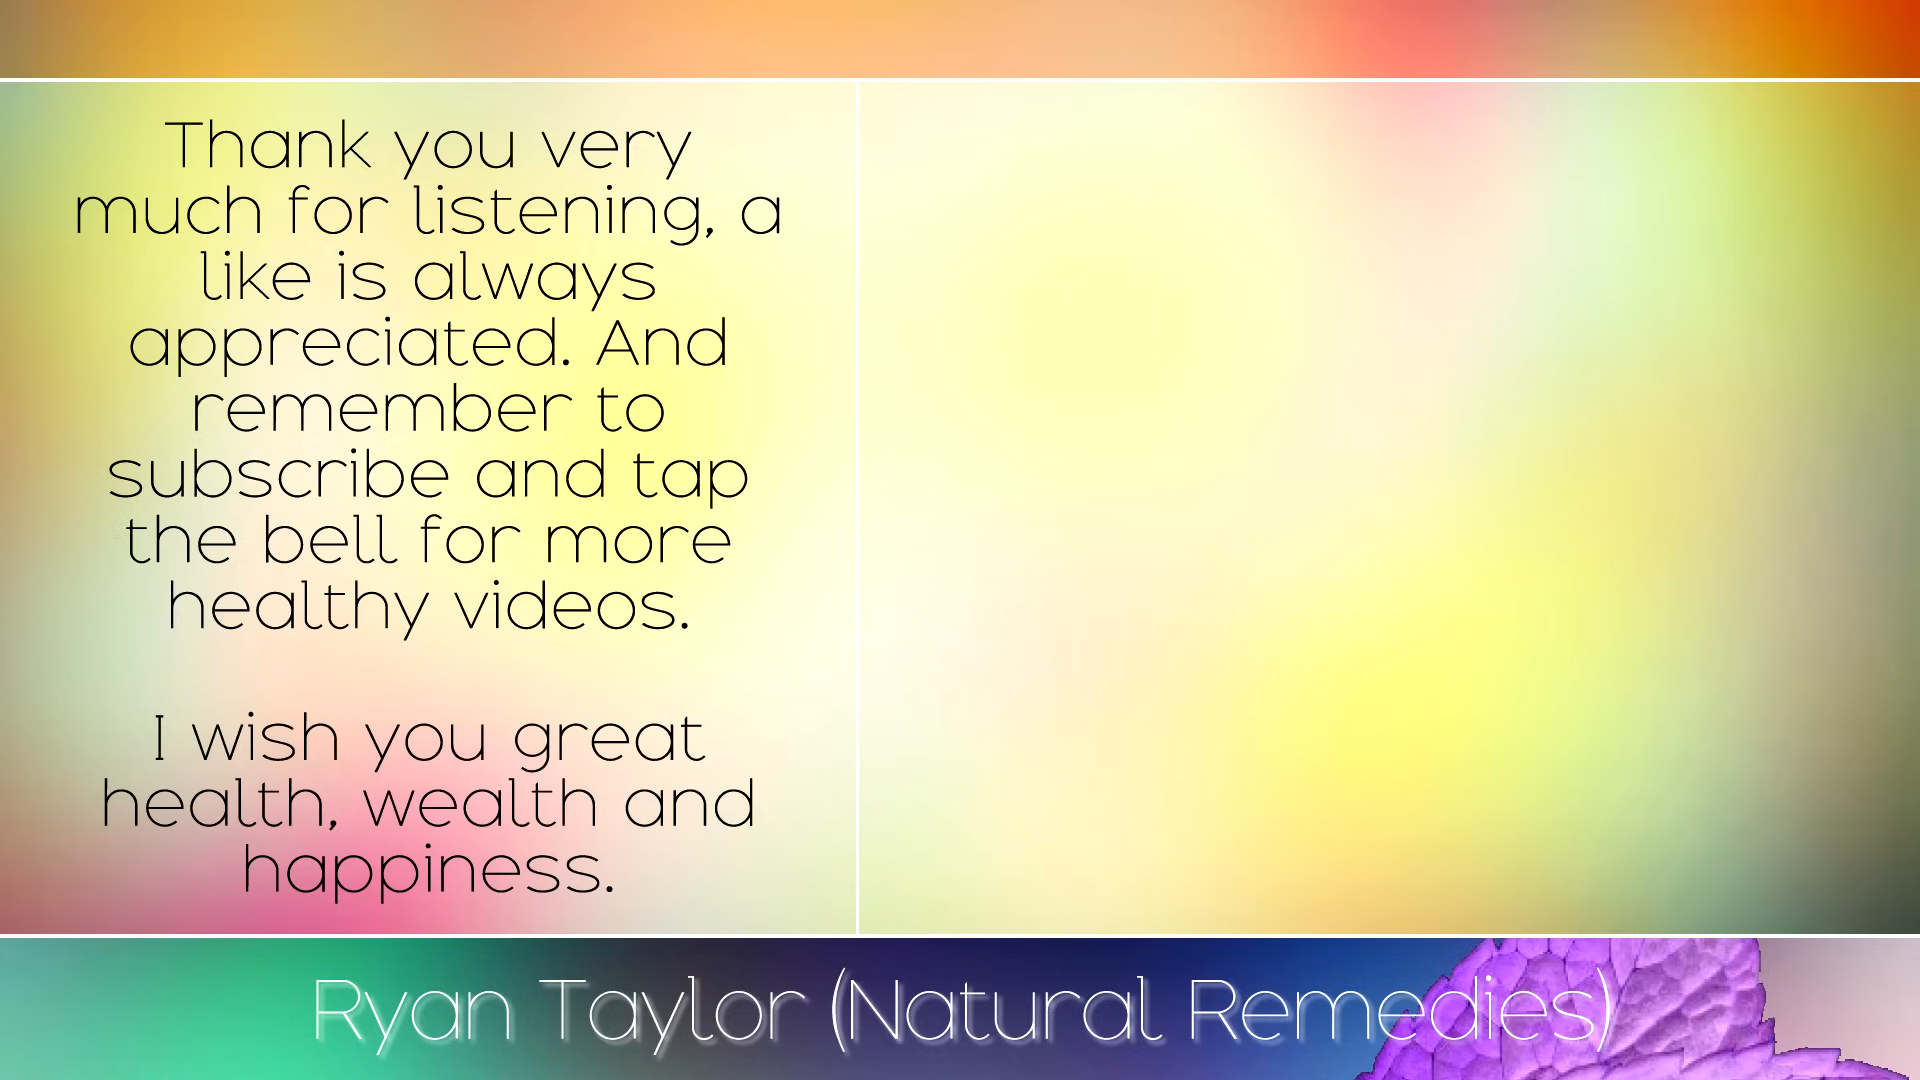 Thank you very
much for listening, a
like is always
appreciated. And
remember to
subscribe and tap
the bell for more
healthy videos.
I wish you great
health, wealth and
happiness.
Ryan Taylor (Natural Remedies)